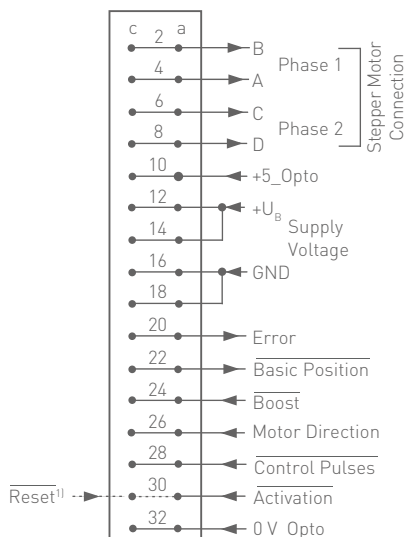 c 2 a
B
4
A
Phase 1
6
C
8
D
Phase 2
Stepper Motor
Connection
10
+5_Opto
12
+UB
14
Supply
Voltage
16
GND
18
20
Error
22
Basic Position
24
Boost
26
Motor Direction
28
Control Pulses
Reset1)
30
Activation
32
0 V Opto